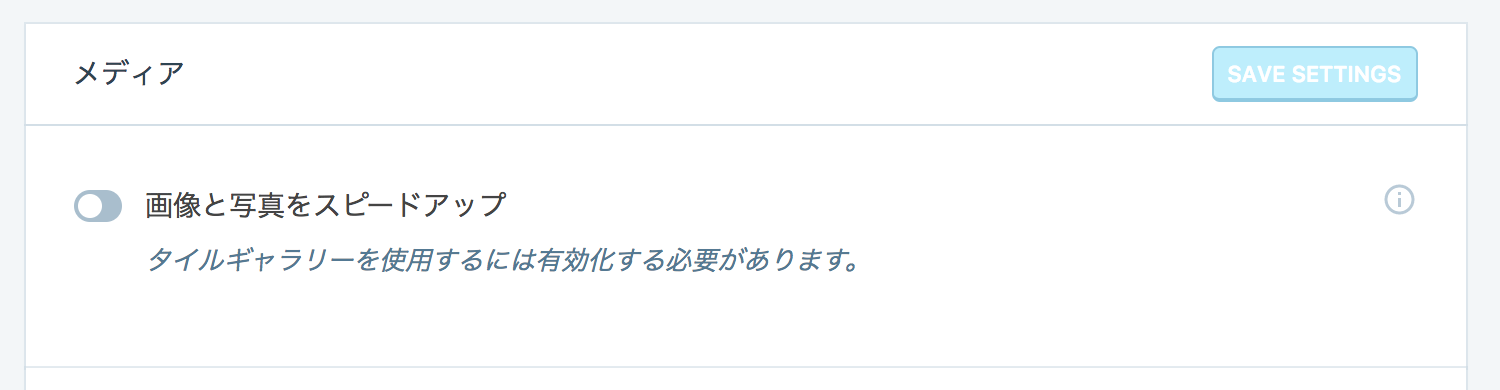 メディア
SAVE SETTINGS
画像と写真をスピードアップ
タイルギャラリーを使用するには有効化する必要があります。